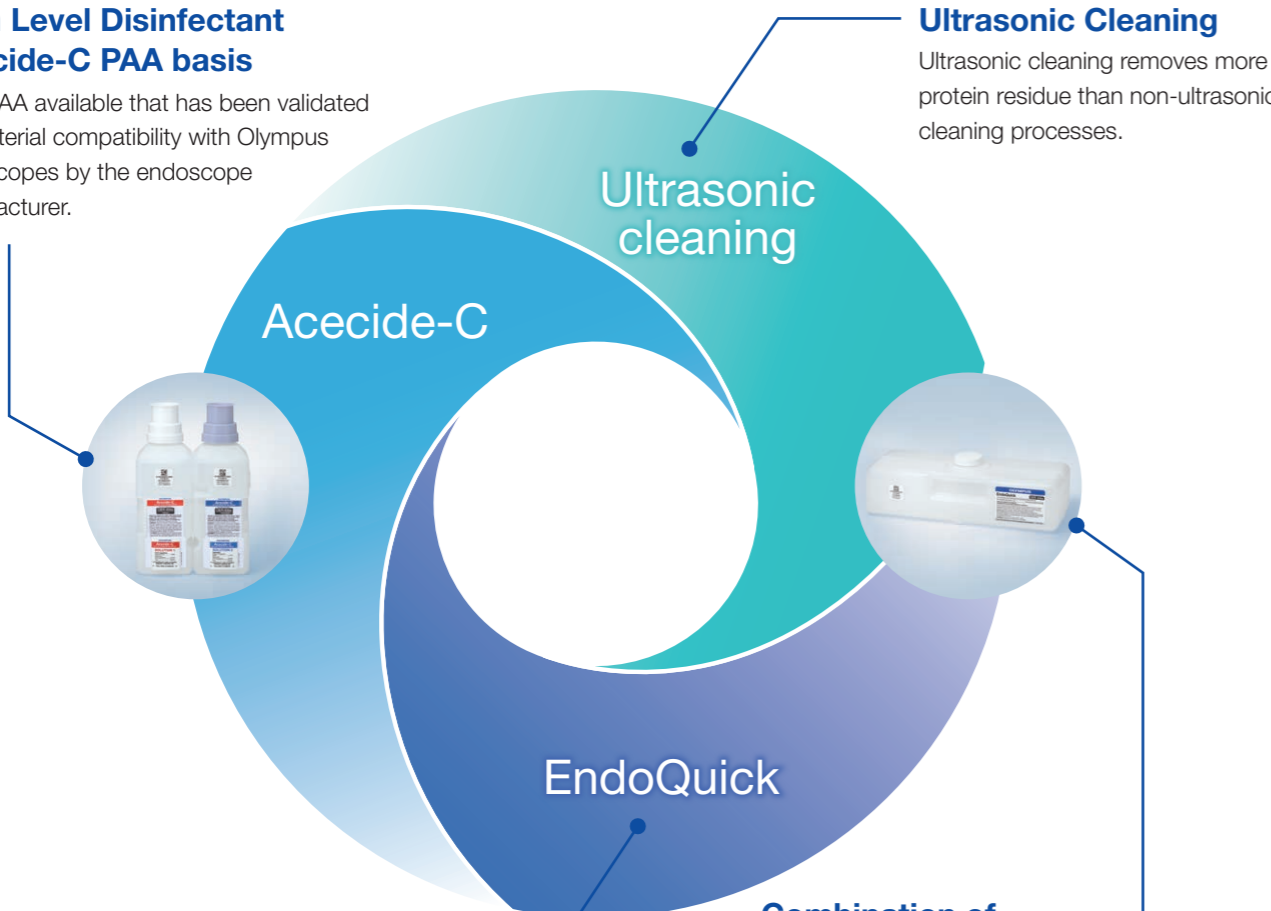 Level Disinfectant
cide-C PAA basis
AA available that has been validated
terial compatibility with Olympus
copes by the endoscope
acturer.
Ultrasonic Cleaning
Ultrasonic cleaning removes more
protein residue than non-ultrasonic
cleaning processes.
Ultrasonic
cleaning
Acecide-C
EndoQuick
Combination of